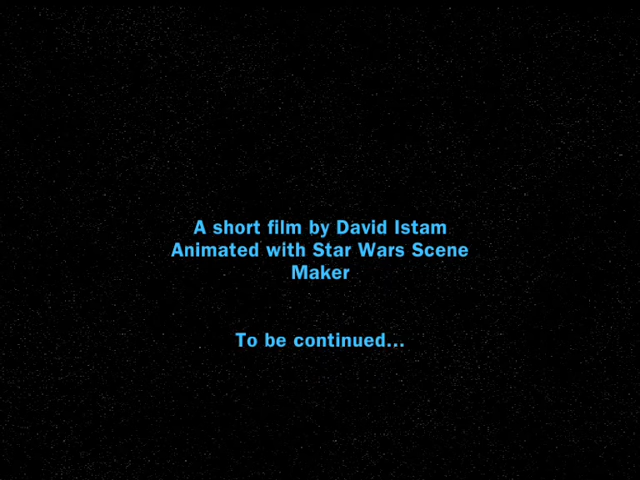 A short film by David Istam
Animated with Star Wars Scene
Maker
To be continued...